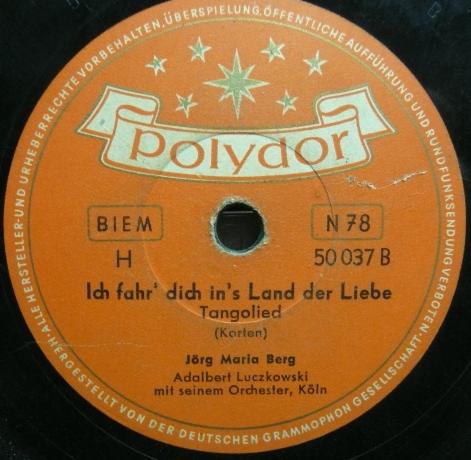 ALLE HERSTELLER- UND URHEBERRECHTE VORBEHALTEN. ÜBERSPIELUNG, ÖFFENTLICHE AUFFÜHRUNG UND RUNDFUNKSENDUNG VERBOTEN.
polydor
BIEM N 78
H 50 037 B
Ich fahr' dich in's Land der Liebe
Tangolied
(Korten)
Jörg Maria Berg
Adalbert Luczkowski
mit seinem Orchester, Köln
HERGESTELLT VON DER DEUTSCHEN GRAMMOPHON GESELLSCHAFT